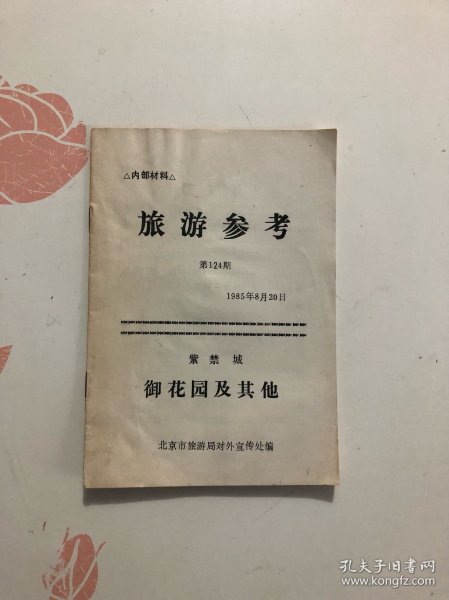 △内部材料△
旅游参考
第124期
1985年8月20日
紫禁城
御花园及其他
北京市旅游局对外宣传处编
孔夫子旧书网
www.kongfz.com